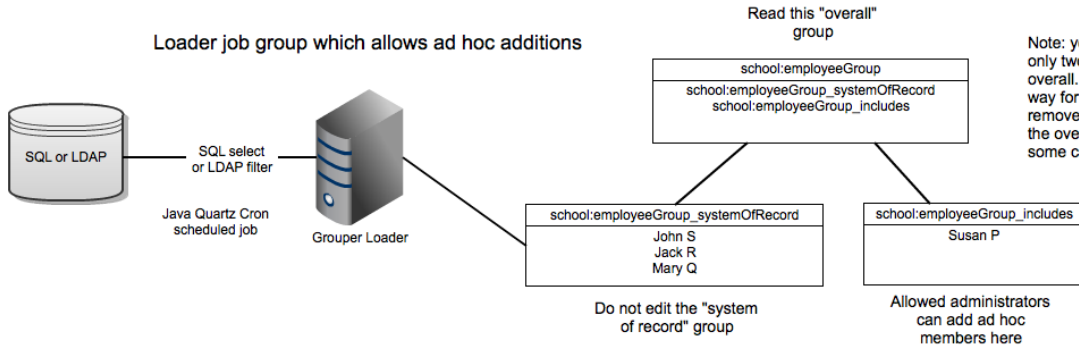 Loader job group which allows ad hoc additions
SQL or LDAP
SQL select
or LDAP filter
Java Quartz Cron
scheduled job
Grouper Loader
Read this "overall"
group
school:employeeGroup
school:employeeGroup_systemOfRecord
school:employeeGroup_includes
school:employeeGroup_systemOfRecord
John S
Jack R
Mary Q
Do not edit the "system
of record" group
school:employeeGroup_includes
Susan P
Allowed administrators
can add ad hoc
members here
Note:
only
overall.
way for
remove
the
some